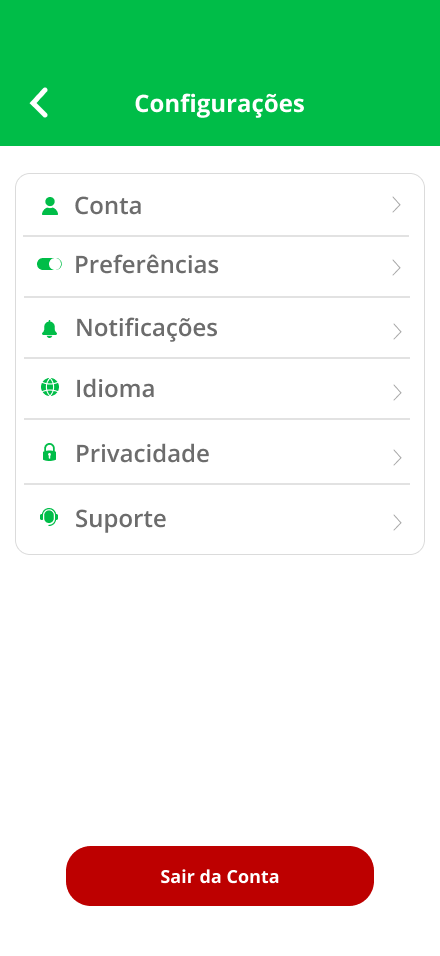 Configurações
Conta
Preferências
Notificações
Idioma
Privacidade
Suporte
Sair da Conta